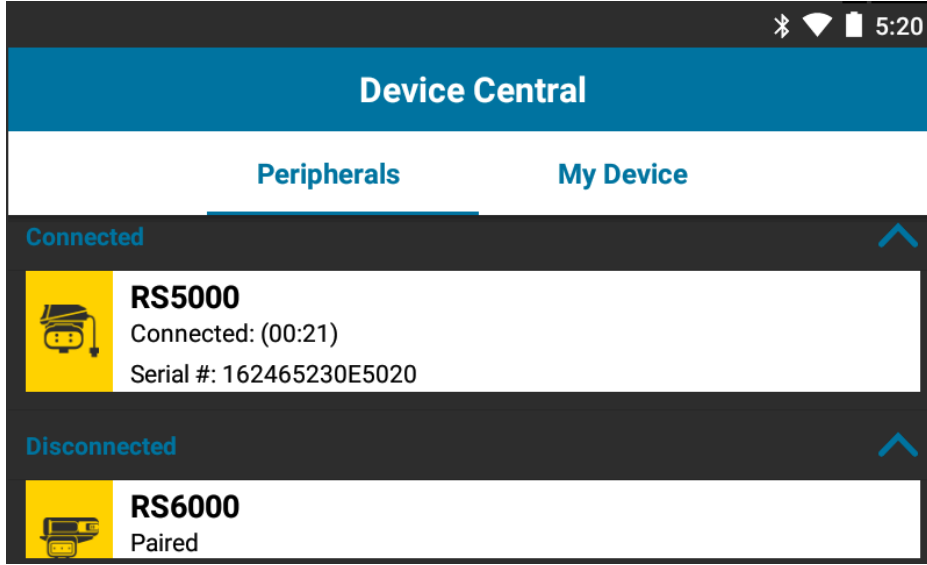 5:20
Device Central
Peripherals My Device
Connected
RS5000
Connected: (00:21)
Serial #: 162465230E5020
Disconnected
RS6000
Paired